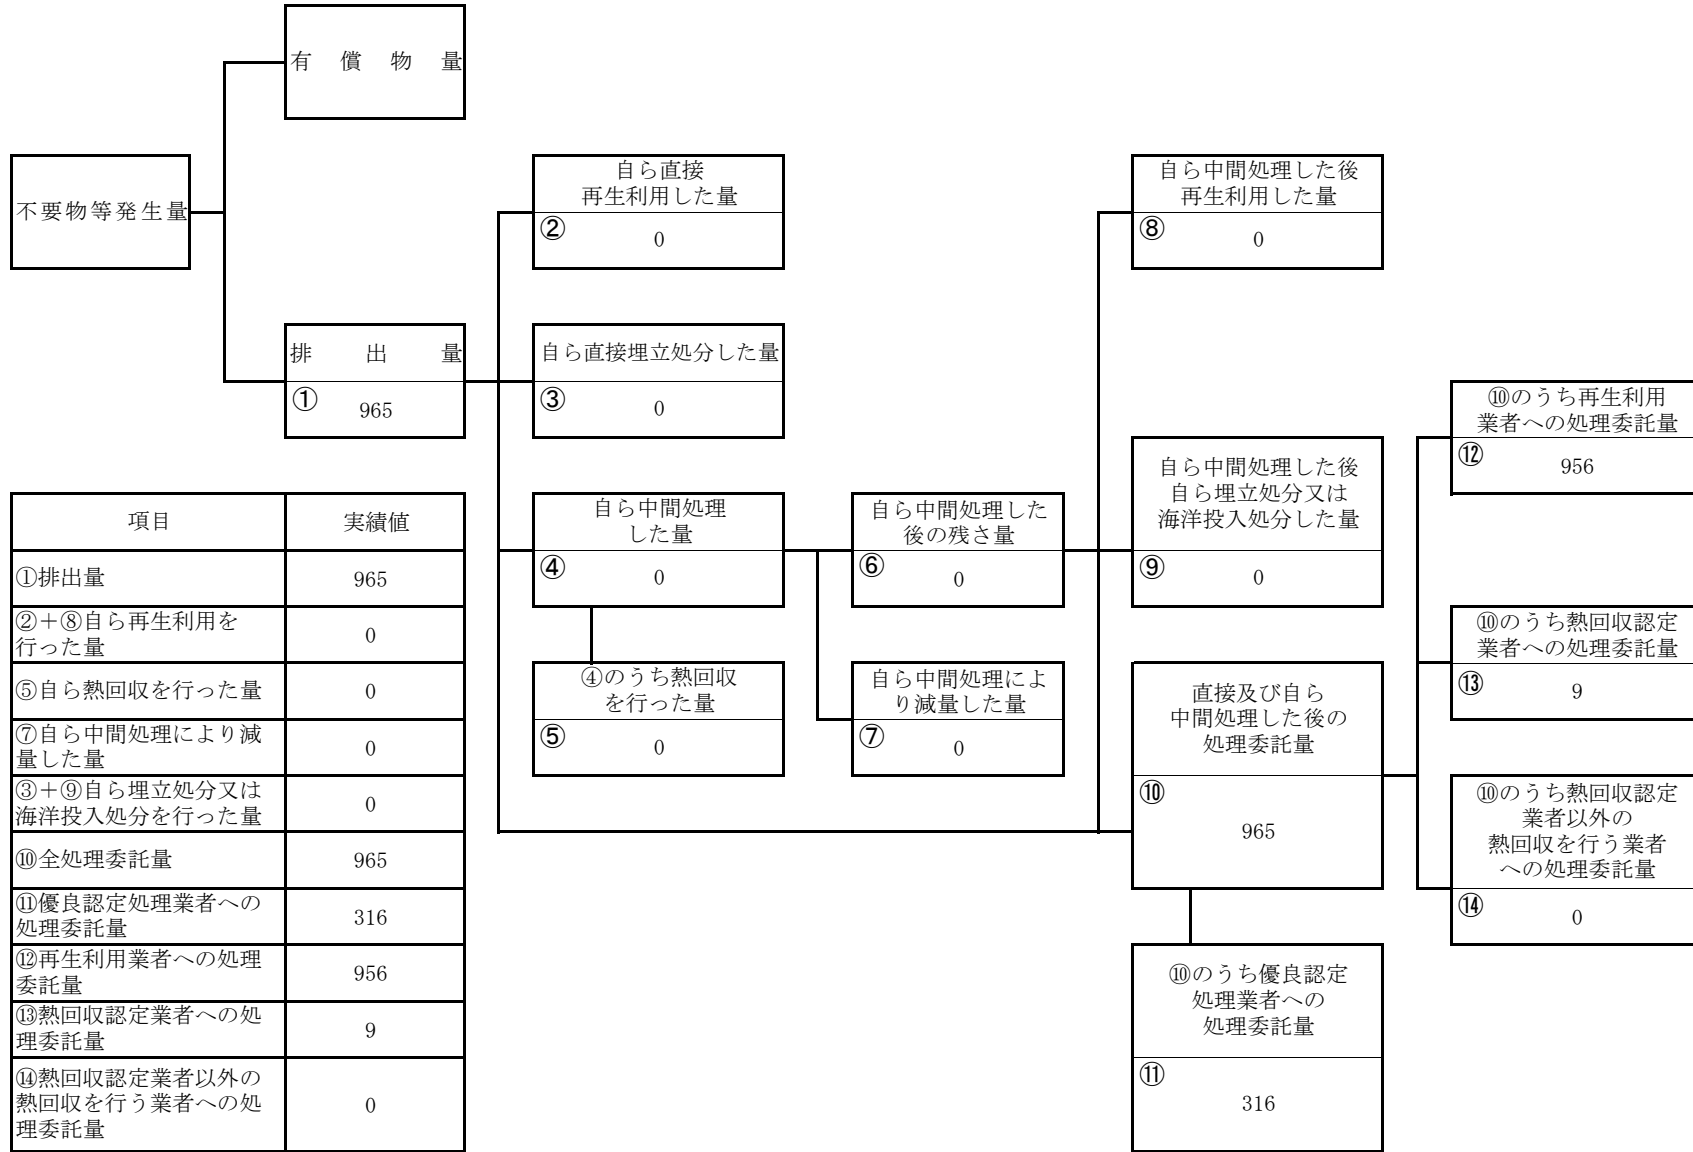 有償物量
不要物等発生量
排出量
①
965
自ら直接
再生利用した量
②
0
自ら直接埋立処分した量
③
0
自ら中間処理
した量
④
0
④のうち熱回収
を行った量
⑤
0
自ら中間処理した
後の残さ量
⑥
0
自ら中間処理によ
り減量した量
⑦
0
自ら中間処理した後
再生利用した量
⑧
0
自ら中間処理した後
自ら埋立処分又は
海洋投入処分した量
⑨
0
直接及び自ら
中間処理した後の
処理委託量
⑩
965
⑩のうち優良認定
処理業者への
処理委託量
⑪
316
⑩のうち再生利用
業者への処理委託量
⑫
956
⑩のうち熱回収認定
業者への処理委託量
⑬
9
⑩のうち熱回収認定
業者以外の
熱回収を行う業者
への処理委託量
⑭
0
項目 実績値
①排出量 965
②+⑧自ら再生利用を
行った量 0
⑤自ら熱回収を行った量 0
⑦自ら中間処理により減
量した量 0
③+⑨自ら埋立処分又は
海洋投入処分を行った量 0
⑩全処理委託量 965
⑪優良認定処理業者への
処理委託量 316
⑫再生利用業者への処理
委託量 956
⑬熱回収認定業者への処
理委託量 9
⑭熱回収認定業者以外の
熱回収を行う業者への処
理委託量 0